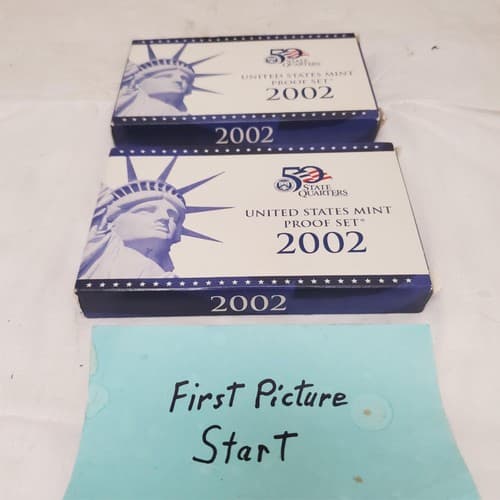 50
STATE
QUARTERS
UNITED STATES MINT
PROOF SET
2002
2002
50
STATE
QUARTERS
UNITED STATES MINT
PROOF SET
2002
2002
First Picture
Start